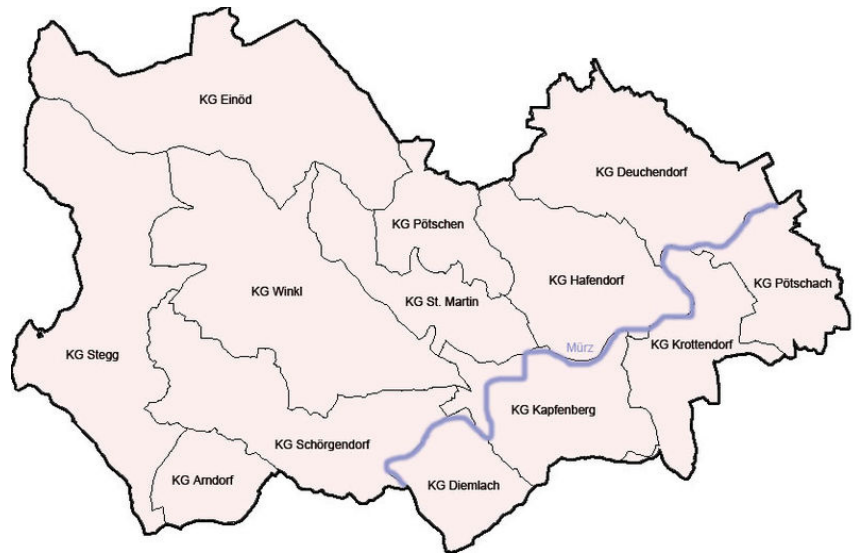 KG Einöd
KG Deuchendorf
KG Pötschen
KG Winkl
KG Hafendorf
KG Pötschach
KG St. Martin
KG Stegg
Mürz
KG Krottendorf
KG Kapfenberg
KG Schörgendorf
KG Arndorf
KG Diemlach